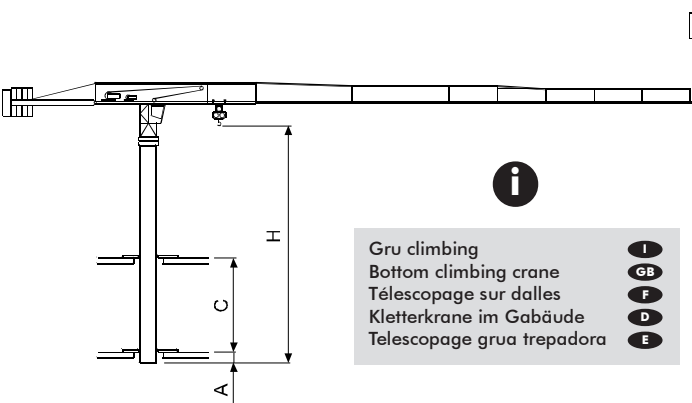 i
H
C
A
Gru climbing I
Bottom climbing crane GB
Télescopage sur dalles F
Kletterkrane im Gabäude D
Telescopage grua trepadora E